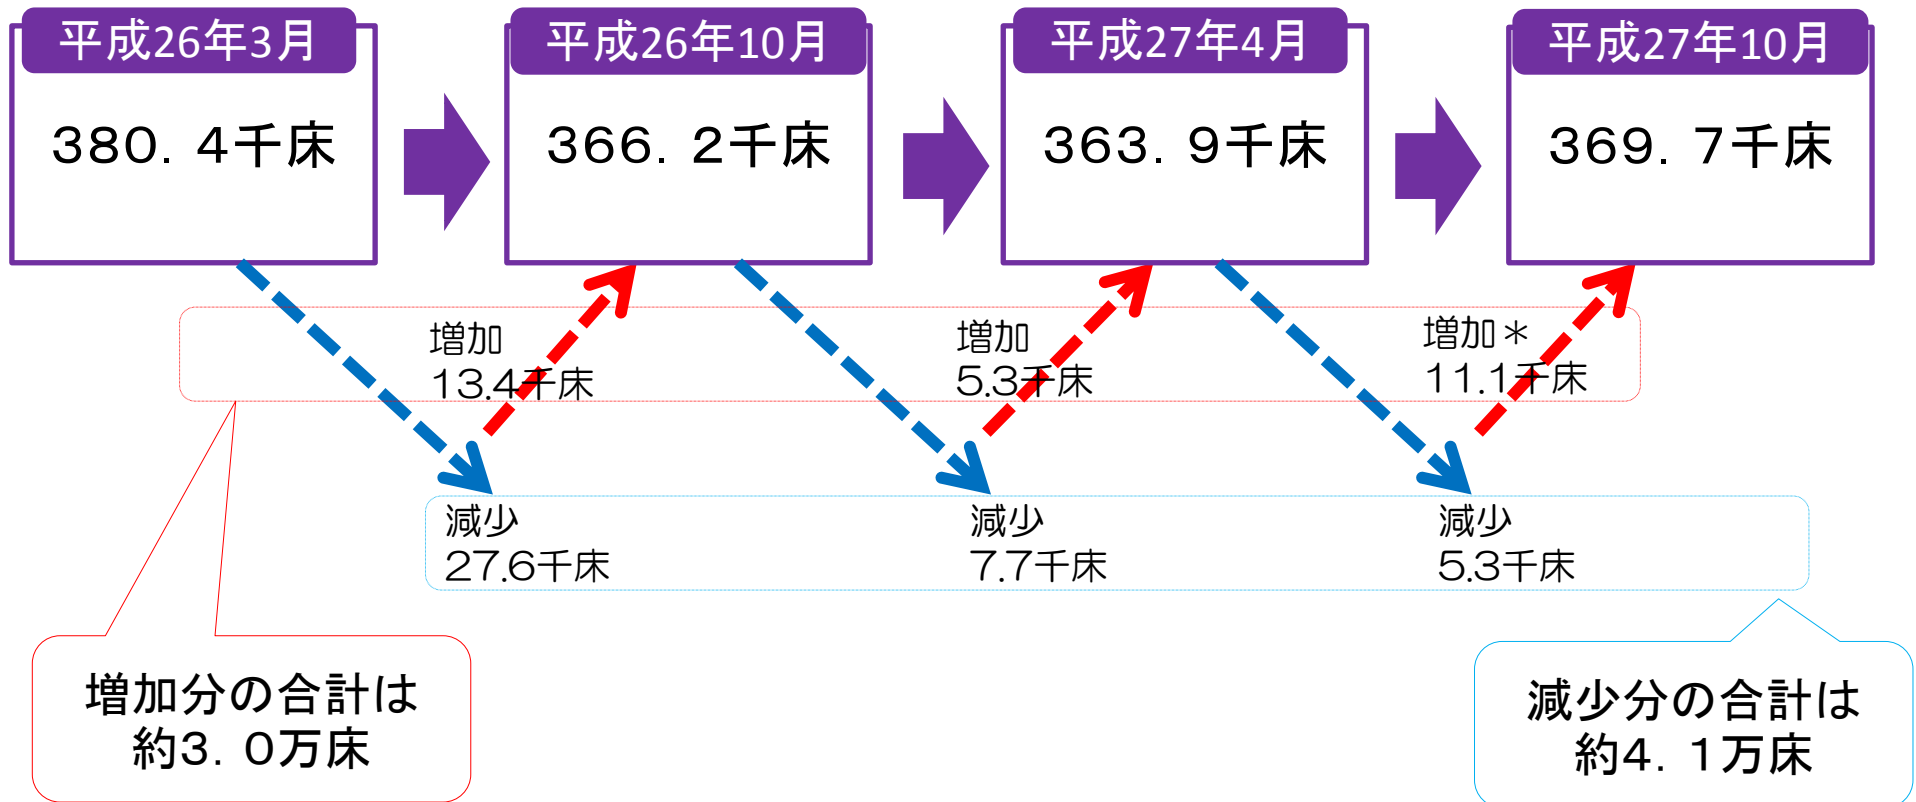 平成26年3月
平成26年10月
平成27年4月
平成27年10月
380．4千床
366．2千床
363．9千床
369．7千床
増加
13.4千床
増加
5.3千床
増加＊
11.1千床
減少
27.6千床
減少
7.7千床
減少
5.3千床
増加分の合計は
約3．0万床
減少分の合計は
約4．1万床